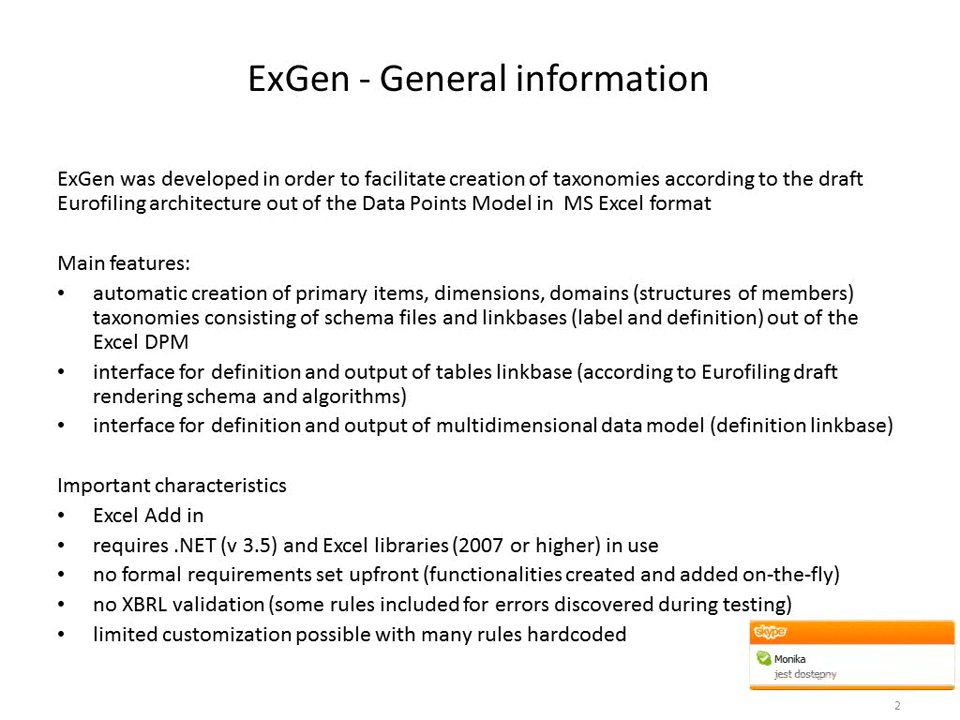 ExGen - General information
ExGen was developed in order to facilitate creation of taxonomies according to the draft
Eurofiling architecture out of the Data Points Model in MS Excel format
Main features:
• automatic creation of primary items, dimensions, domains (structures of members)
taxonomies consisting of schema files and linkbases (label and definition) out of the
Excel DPM
• interface for definition and output of tables linkbase (according to Eurofiling draft
rendering schema and algorithms)
• interface for definition and output of multidimensional data model (definition linkbase)
Important characteristics
• Excel Add in
• requires .NET (v 3.5) and Excel libraries (2007 or higher) in use
• no formal requirements set upfront (functionalities created and added on-the-fly)
• no XBRL validation (some rules included for errors discovered during testing)
• limited customization possible with many rules hardcoded
skype
Monika
jest dostępny
2